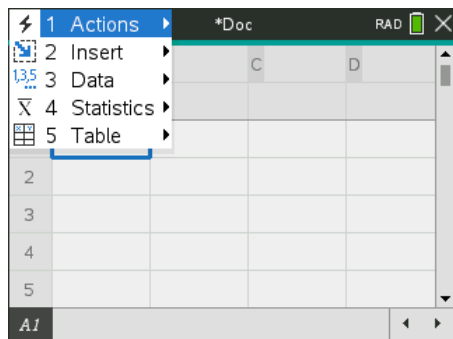 1 Actions *Doc RAD
2 Insert
C D
1,3,5 3 Data
X 4 Statistics
X Y 5 Table
2
3
4
5
A1